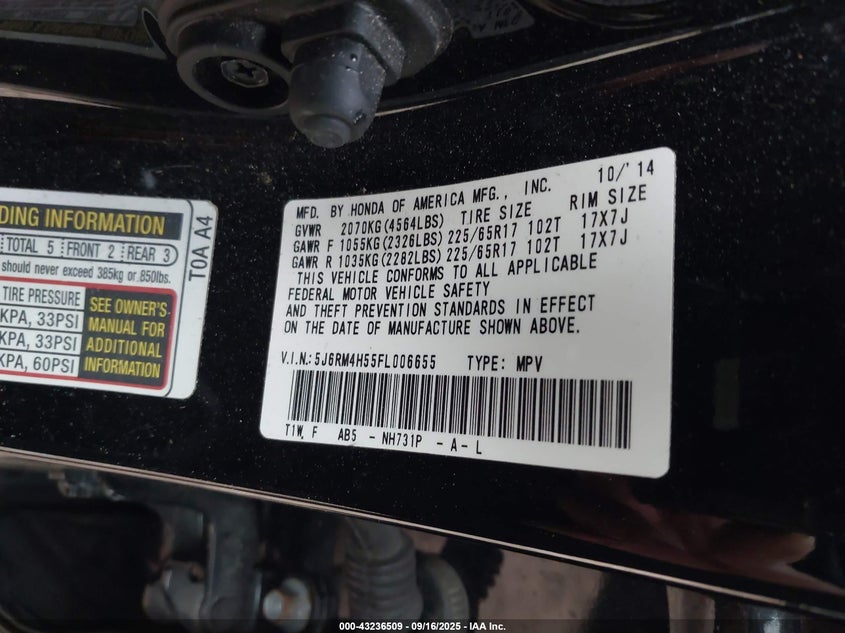 DING INFORMATION
TOTAL 5 FRONT 2 REAR 3
should never exceed 385kg or 850lbs.
TIRE PRESSURE
KPA, 33PSI
KPA, 33PSI
KPA, 60PSI
SEE OWNER'S
MANUAL FOR
ADDITIONAL
INFORMATION
T0A A4
MFD. BY HONDA OF AMERICA MFG., INC. 10/'14
GVWR 2070KG(4564LBS) TIRE SIZE RIM SIZE
GAWR F 1055KG(2326LBS) 225/65R17 102T 17X7J
GAWR R 1035KG(2282LBS) 225/65R17 102T 17X7J
THIS VEHICLE CONFORMS TO ALL APPLICABLE
FEDERAL MOTOR VEHICLE SAFETY
AND THEFT PREVENTION STANDARDS IN EFFECT
ON THE DATE OF MANUFACTURE SHOWN ABOVE.
V.I.N.:5J6RM4H55FL006655 TYPE: MPV
T1W F AB5 - NH731P - A - L
000-43236509 - 09/16/2025 - IAA Inc.